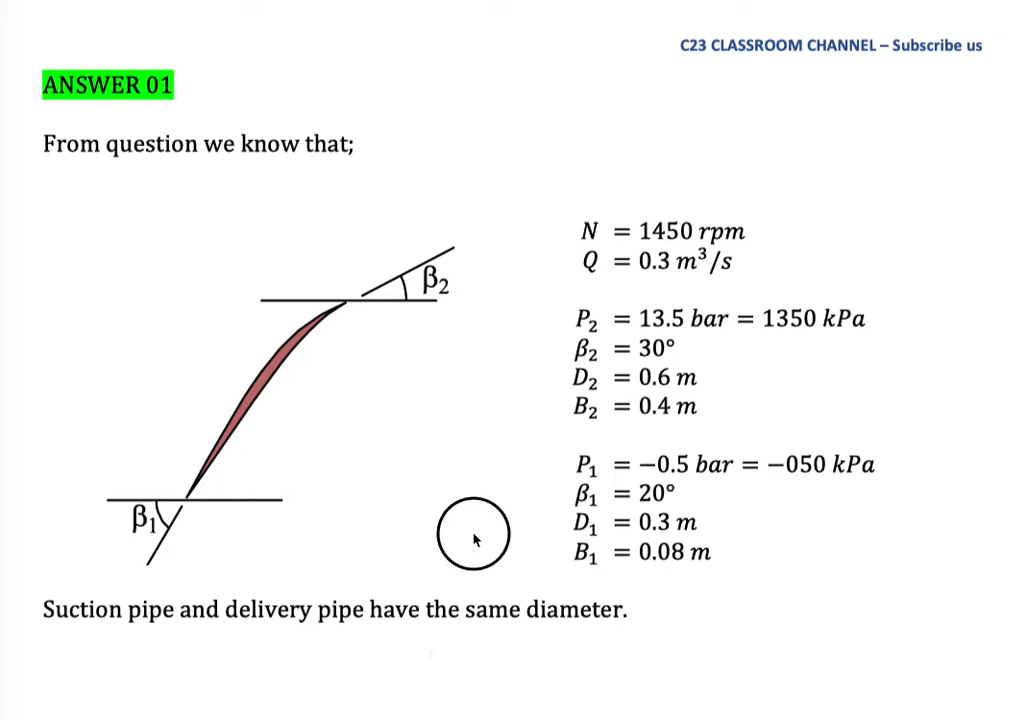 C23 CLASSROOM CHANNEL – Subscribe us
ANSWER 01
From question we know that;
β2
β1
N = 1450 rpm
Q = 0.3 m³/s
P₂ = 13.5 bar = 1350 kPa
β₂ = 30°
D₂ = 0.6 m
B₂ = 0.4 m
P₁ = −0.5 bar = −050 kPa
β₁ = 20°
D₁ = 0.3 m
B₁ = 0.08 m
Suction pipe and delivery pipe have the same diameter.